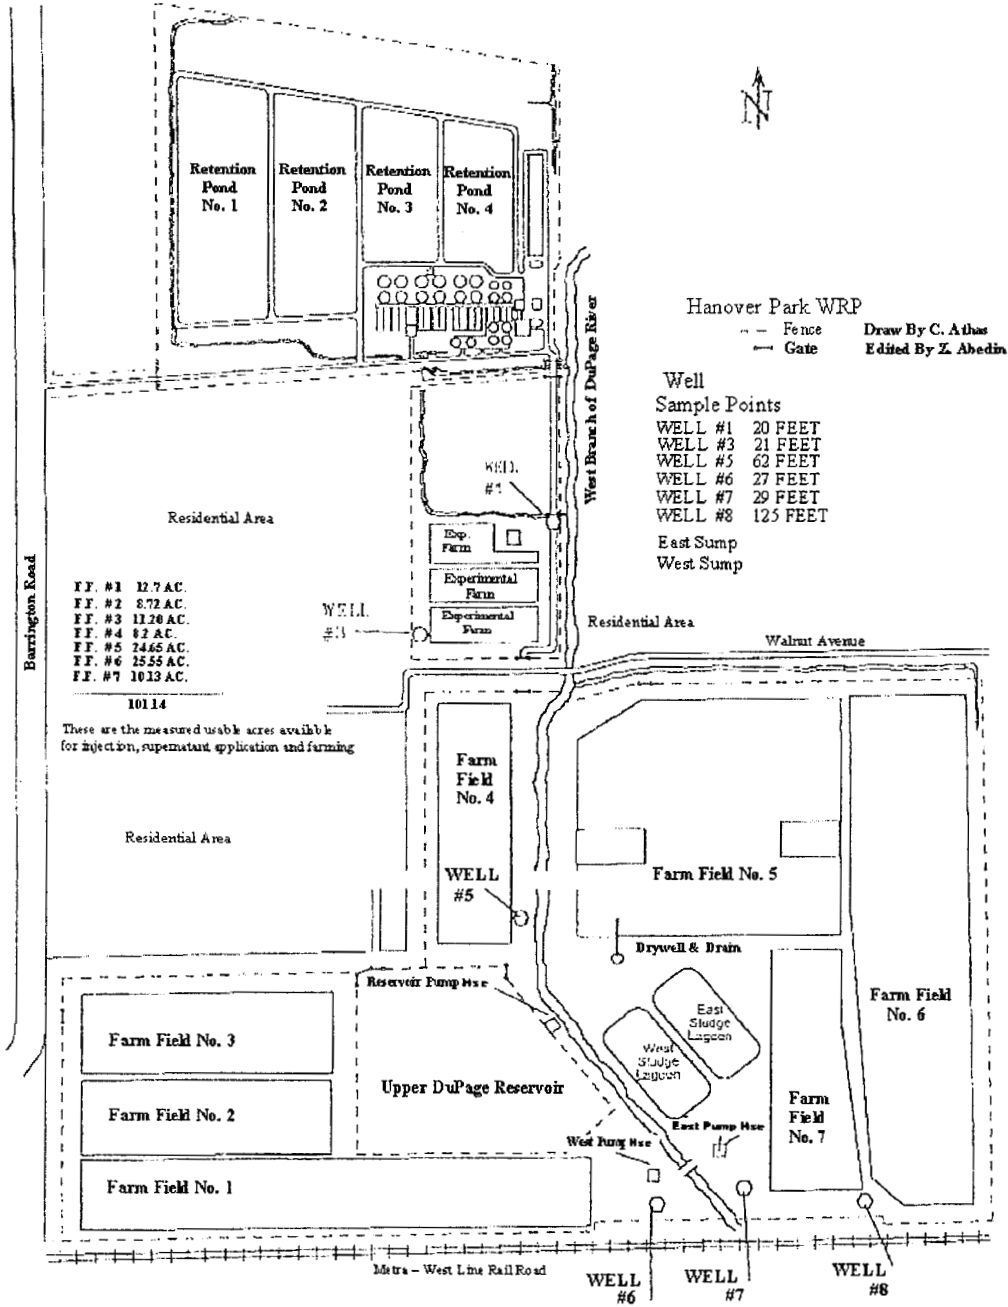 N
Retention
Pond
No. 1
Retention
Pond
No. 2
Retention
Pond
No. 3
Retention
Pond
No. 4
Hanover Park WRP
Fence
Gate
Draw By C. Athas
Edited By Z. Abedin
Well
Sample Points
WELL #1 20 FEET
WELL #3 21 FEET
WELL #5 62 FEET
WELL #6 27 FEET
WELL #7 29 FEET
WELL #8 125 FEET
East Sump
West Sump
West Branch of DuPage River
WELL
Residential Area
Exp.
Farm
Experimental
Farm
Experimental
Farm
WELL
#3
Barrington Road
F.F. #1 12.7 AC.
F.F. #2 8.72 AC.
F.F. #3 11.20 AC.
F.F. #4 8.2 AC.
F.F. #5 24.65 AC.
F.F. #6 25.55 AC.
F.F. #7 10.13 AC.
101.14
These are the measured usable acres available
for injection, supernatant application and farming
Residential Area
Walnut Avenue
Residential Area
Farm
Field
No. 4
WELL
#5
Farm Field No. 5
Drywell & Drain
Reservoir Pump Hse
East
Sludge
Lagoon
West
Sludge
Lagoon
Farm Field
No. 6
Farm Field No. 3
Farm Field No. 2
Farm Field No. 1
Upper DuPage Reservoir
West Pump Hse
East Pump Hse
Farm
Field
No. 7
Metra – West Line Rail Road
WELL
#6
WELL
#7
WELL
#8